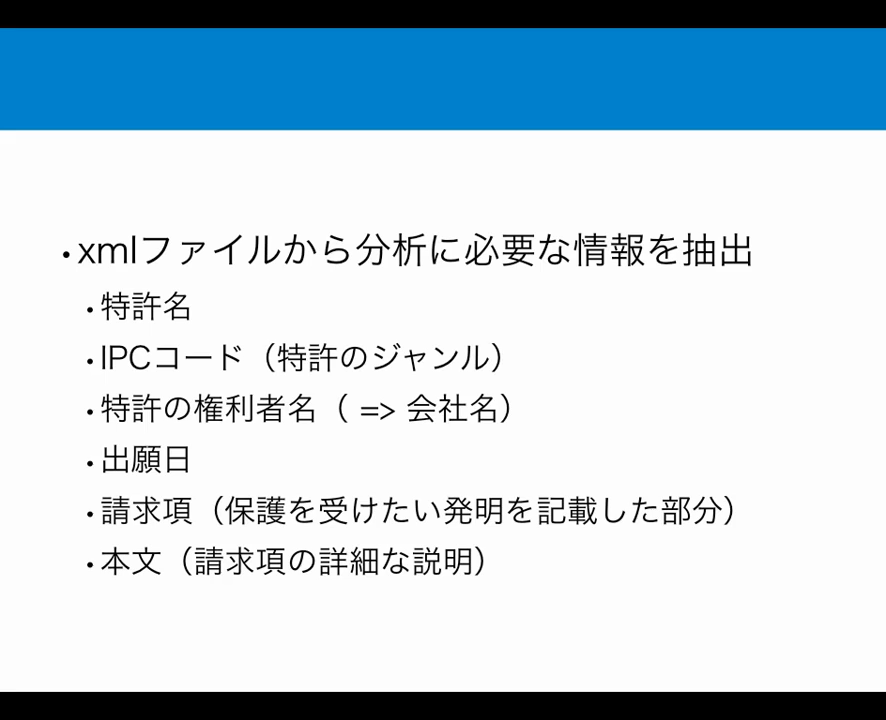 ・xmlファイルから分析に必要な情報を抽出
・特許名
・IPCコード（特許のジャンル）
・特許の権利者名（ => 会社名）
・出願日
・請求項（保護を受けたい発明を記載した部分）
・本文（請求項の詳細な説明）